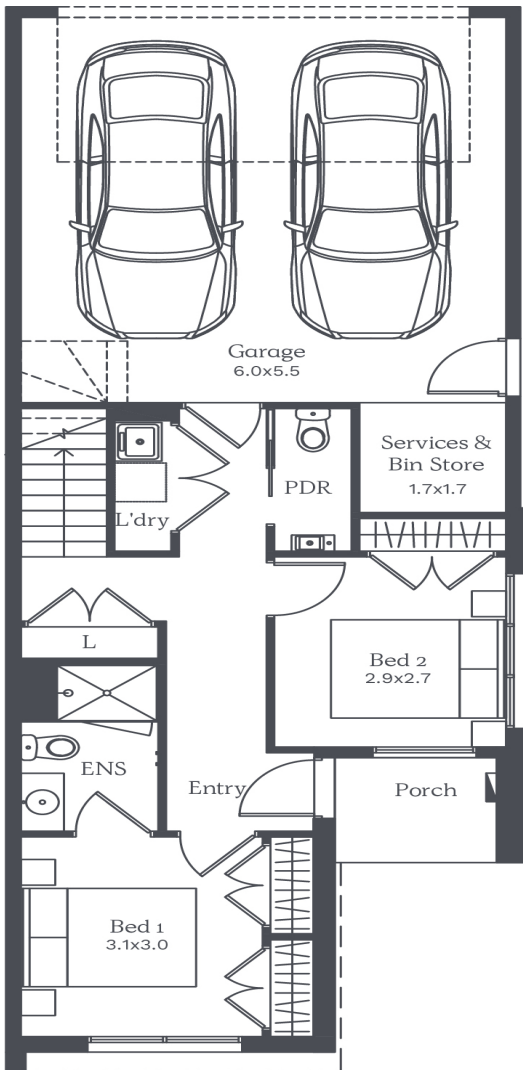 Garage
6.0x5.5
Services &
Bin Store
1.7x1.7
PDR
L'dry
L
Bed 2
2.9x2.7
ENS
Entry
Porch
Bed 1
3.1x3.0